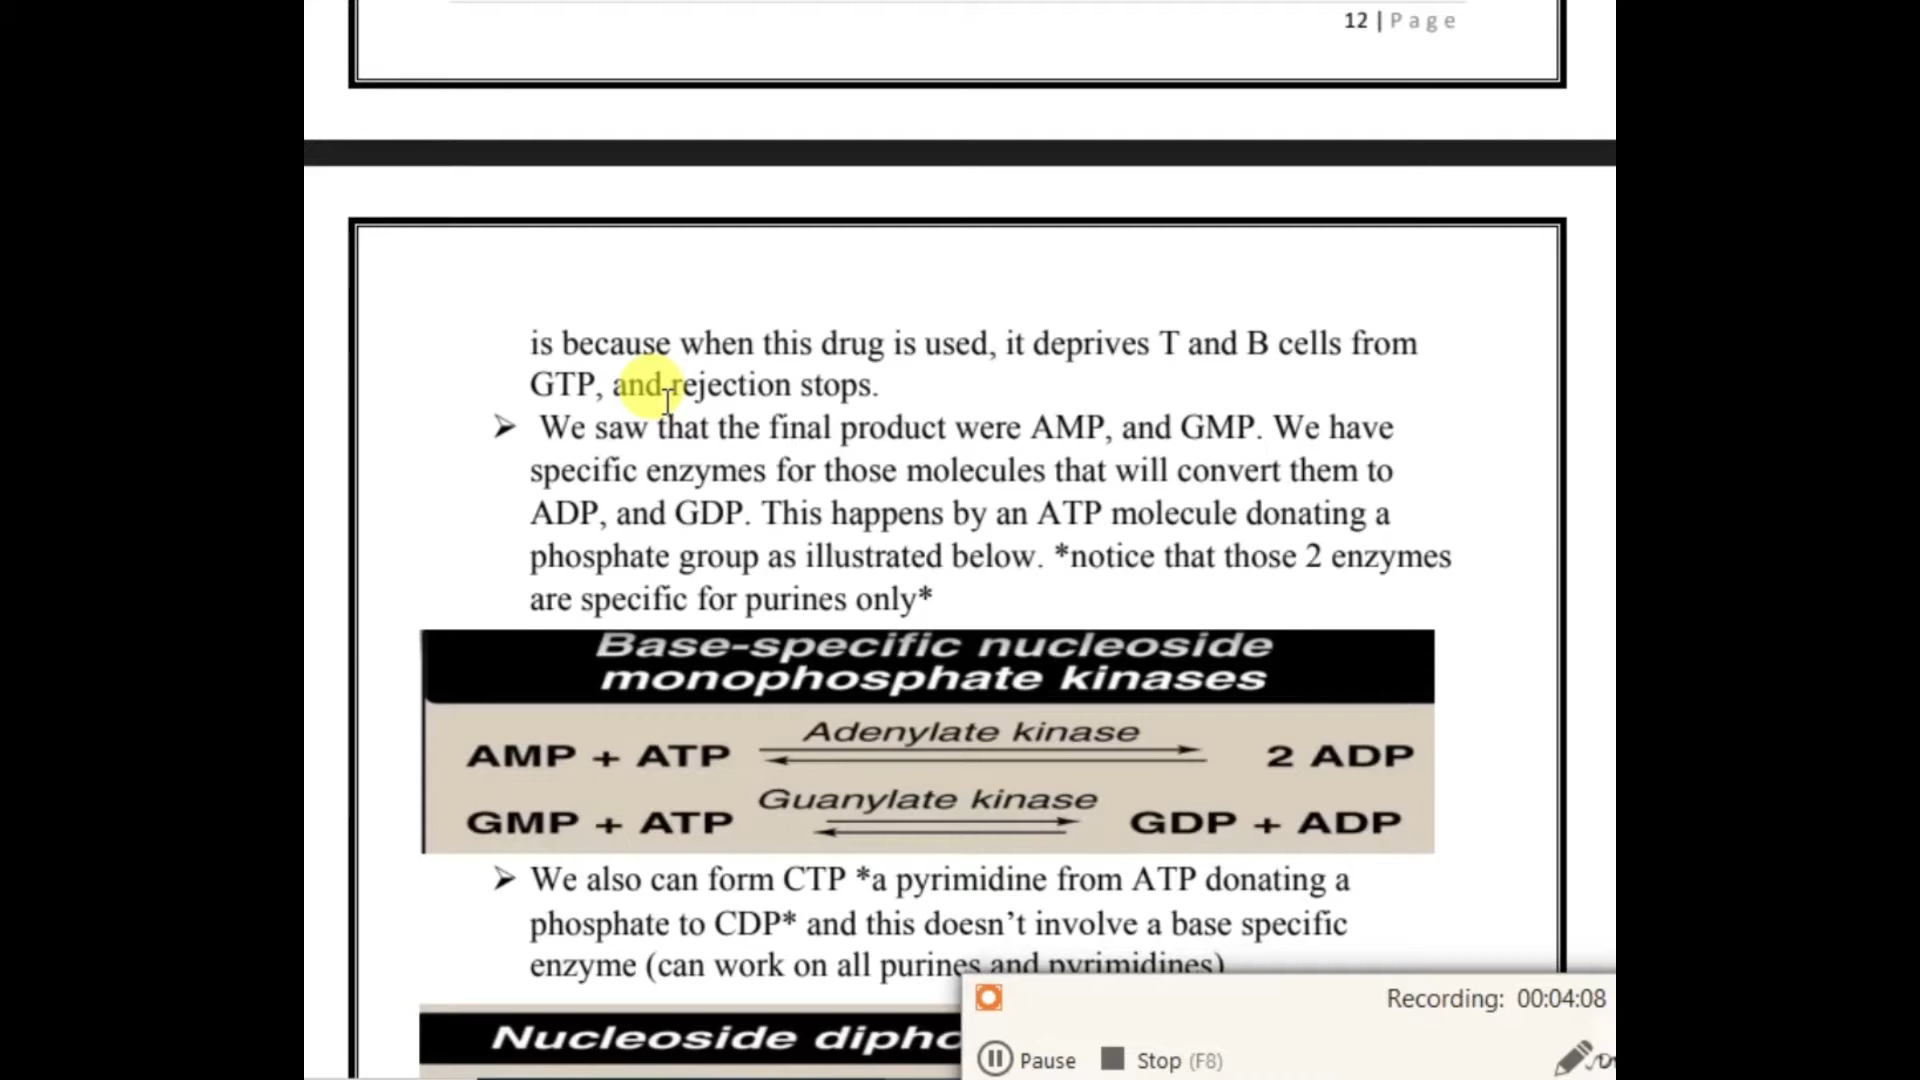 12 | Page
is because when this drug is used, it deprives T and B cells from
GTP, and rejection stops.
➢ We saw that the final product were AMP, and GMP. We have
specific enzymes for those molecules that will convert them to
ADP, and GDP. This happens by an ATP molecule donating a
phosphate group as illustrated below. *notice that those 2 enzymes
are specific for purines only*
Base-specific nucleoside
monophosphate kinases
Adenylate kinase
AMP + ATP 2 ADP
Guanylate kinase
GMP + ATP GDP + ADP
➢ We also can form CTP *a pyrimidine from ATP donating a
phosphate to CDP* and this doesn't involve a base specific
enzyme (can work on all purines and pyrimidines)
Recording: 00:04:08
Nucleoside dipho
Pause Stop (F8)